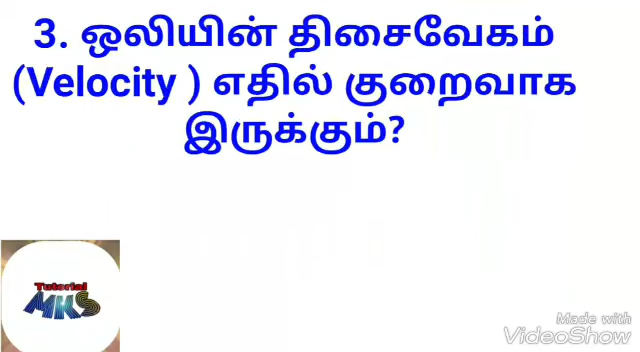 3. ஒலியின் திசைவேகம்
(Velocity ) எதில் குறைவாக
இருக்கும்?
Tutorial
MKS
Made with
VideoShow